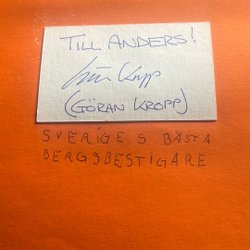 TILL ANDERS!
Göran Kropp
(GÖRAN KROPP)
SVERIGES BÄSTA
BERGSBESTIGARE